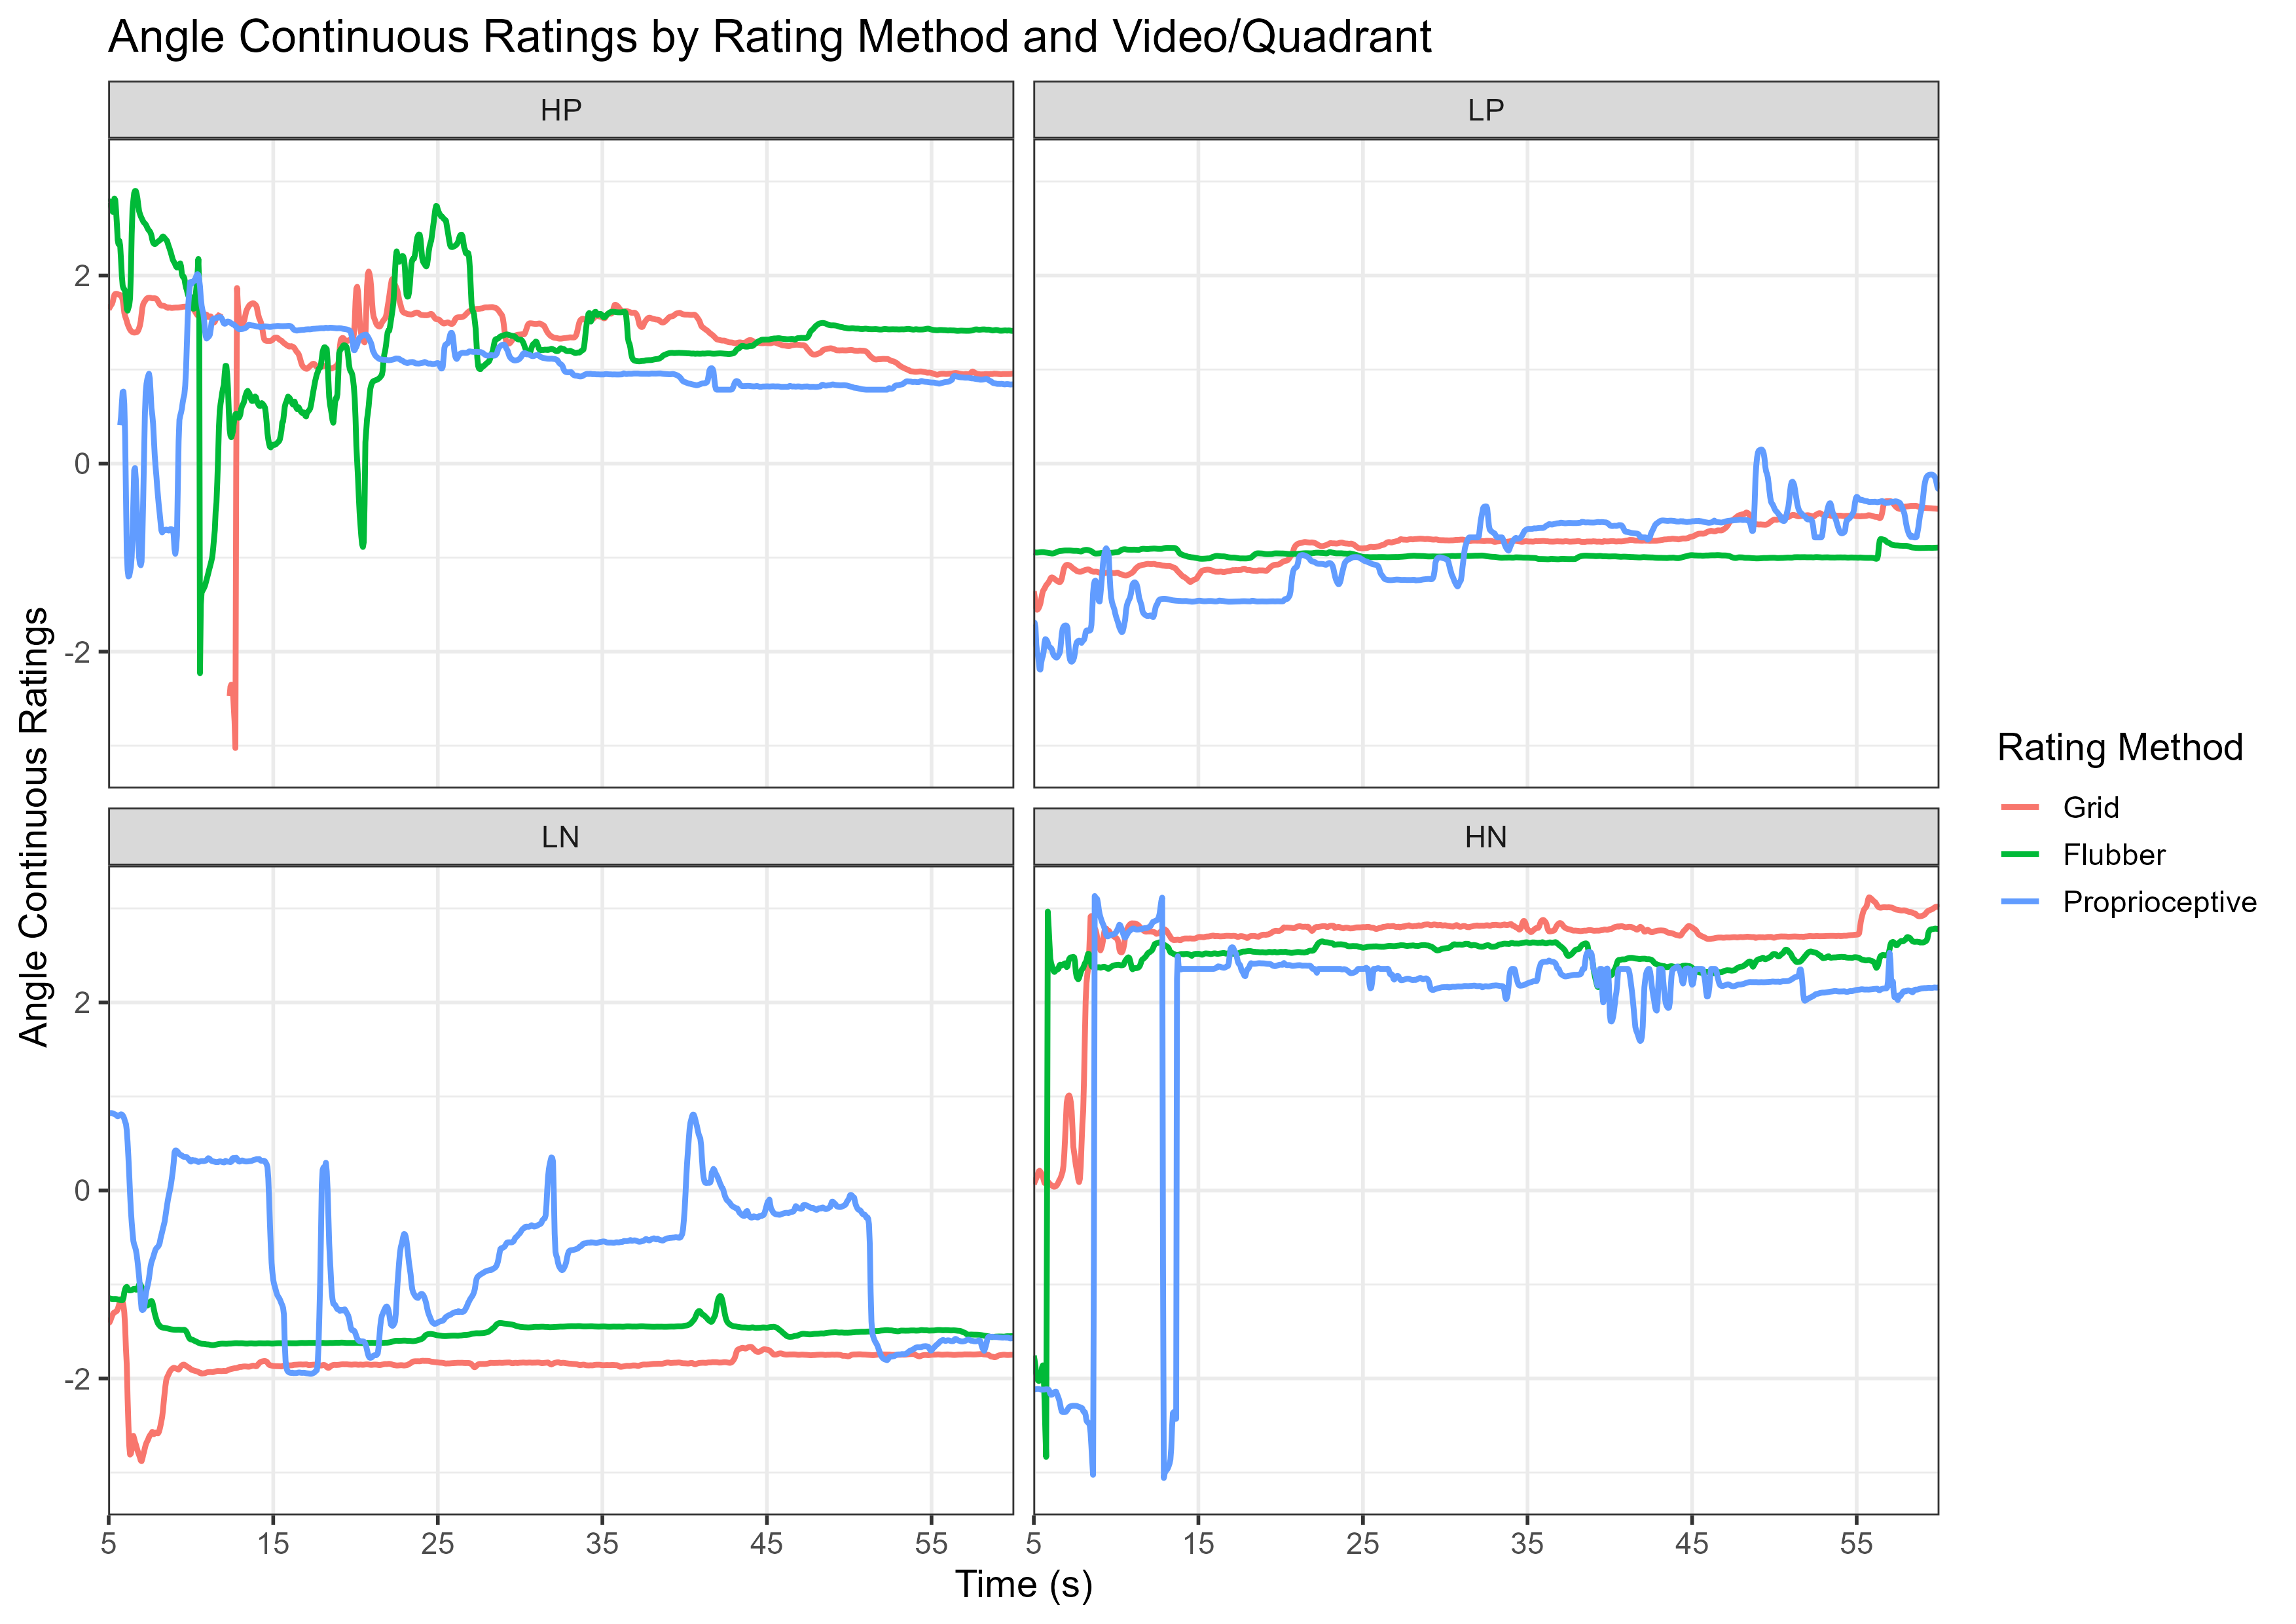 Angle Continuous Ratings by Rating Method and Video/Quadrant
HP
LP
2
0
-2
LN
HN
2
0
-2
5 15 25 35 45 55
5 15 25 35 45 55
Time (s)
Angle Continuous Ratings
Rating Method
Grid
Flubber
Proprioceptive